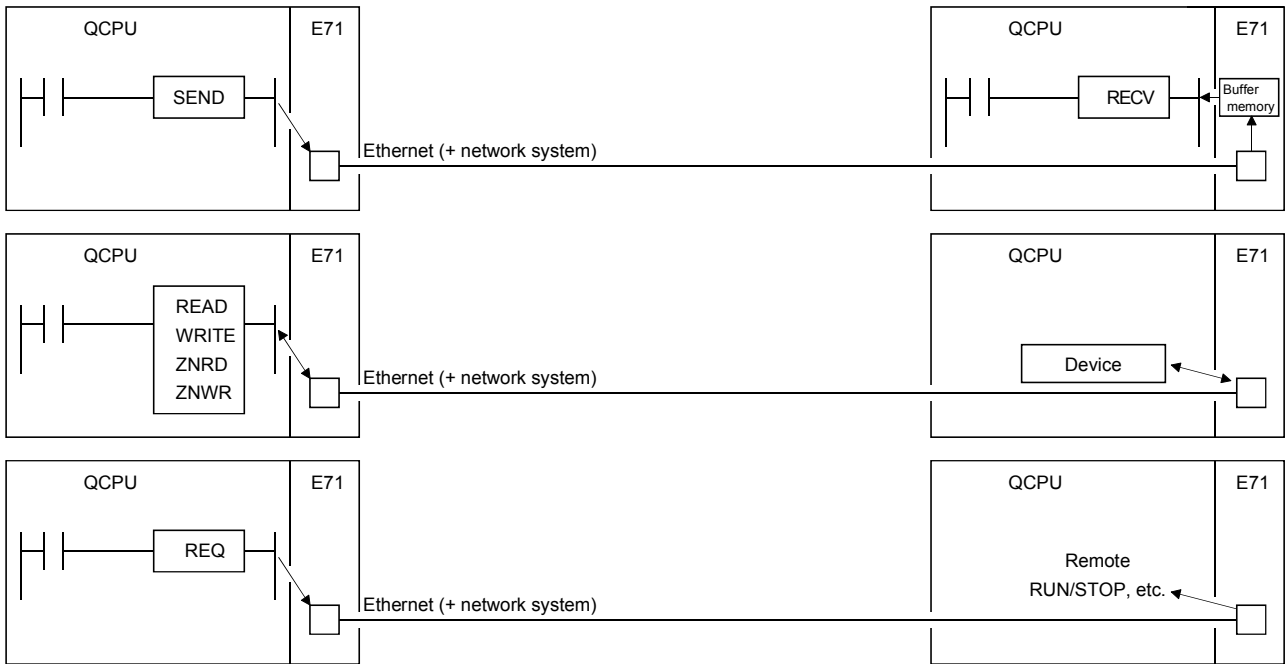 QCPU
E71
SEND
Ethernet (+ network system)
QCPU
E71
RECV
Buffer
memory
QCPU
E71
READ
WRITE
ZNRD
ZNWR
Ethernet (+ network system)
QCPU
E71
Device
QCPU
E71
REQ
Ethernet (+ network system)
QCPU
E71
Remote
RUN/STOP, etc.